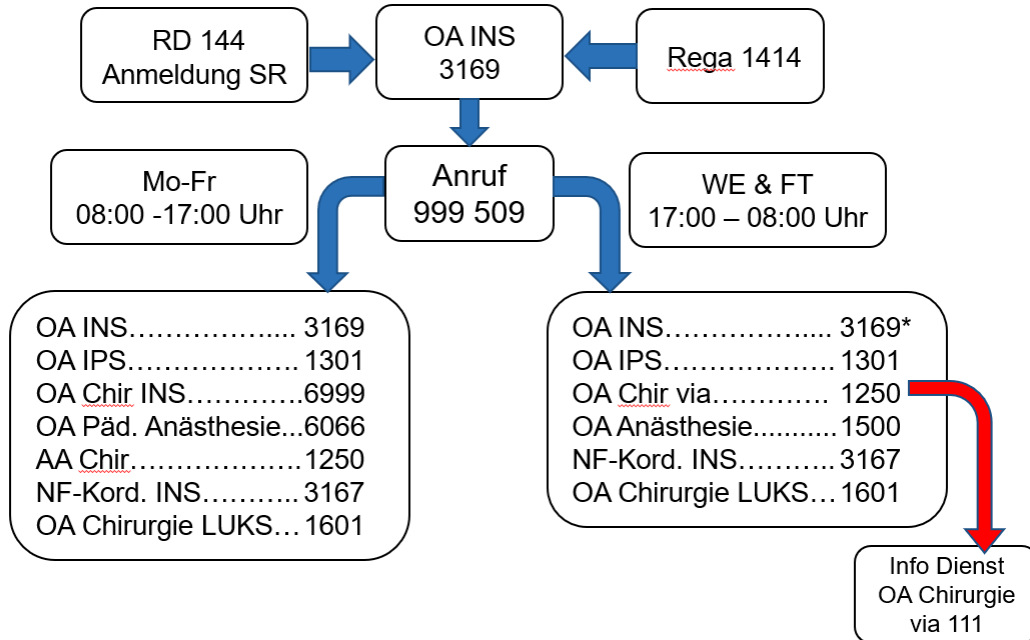 RD 144
Anmeldung SR
OA INS
3169
Rega 1414
Mo-Fr
08:00 -17:00 Uhr
Anruf
999 509
WE & FT
17:00 – 08:00 Uhr
OA INS……………….... 3169
OA IPS………………… 1301
OA Chir INS…………..6999
OA Päd. Anästhesie...6066
AA Chir.………………. 1250
NF-Kord. INS……….. 3167
OA Chirurgie LUKS… 1601
OA INS……………….... 3169*
OA IPS………………… 1301
OA Chir via…………. 1250
OA Anästhesie........... 1500
NF-Kord. INS……….. 3167
OA Chirurgie LUKS… 1601
Info Dienst
OA Chirurgie
via 111